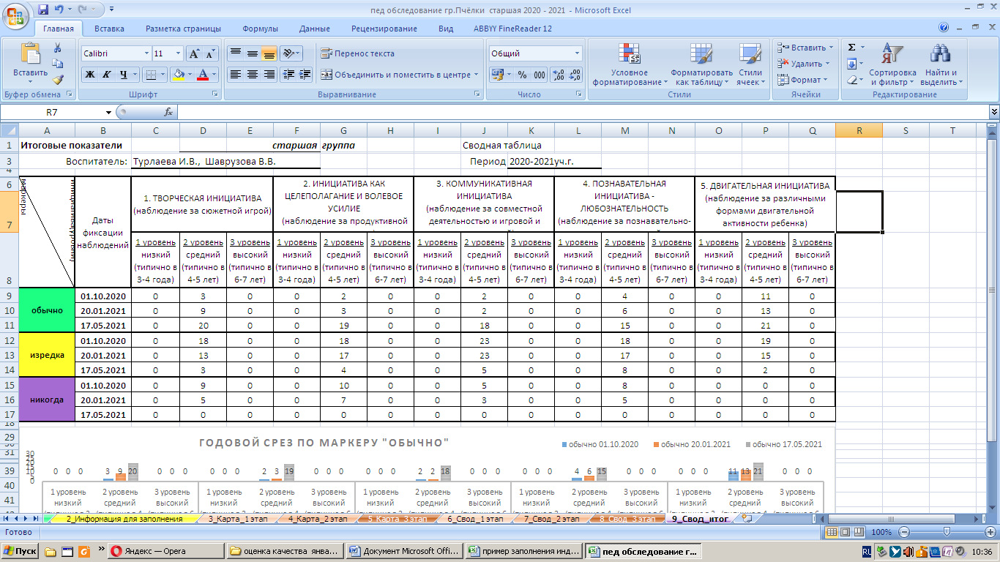 пед обследование гр.Пчёлки старшая 2020 - 2021 - Microsoft Excel
Главная Вставка Разметка страницы Формулы Данные Рецензирование Вид ABBYY FineReader 12
Calibri 11 Перенос текста Общий Вставить
Вставить Ж К Ч Объединить и поместить в центре % 000 Условное форматирование Форматировать как таблицу Стили ячеек Удалить Формат Сортировка и фильтр Найти и выделить
Буфер обмена Шрифт Выравнивание Число Стили Ячейки Редактирование
R7 fx
A B C D E F G H I J K L M N O P Q R S T
1 Итоговые показатели старшая группа Сводная таблица
3 Воспитатель: Турлаева И.В., Шаврузова В.В. Период 2020-2021уч.г.
4
6
7
8
маркеры
Даты фиксации наблюдений
1. ТВОРЧЕСКАЯ ИНИЦИАТИВА
(наблюдение за сюжетной игрой)
2. ИНИЦИАТИВА КАК
ЦЕЛЕПОЛАГАНИЕ И ВОЛЕВОЕ
УСИЛИЕ
(наблюдение за продуктивной
3. КОММУНИКАТИВНАЯ
ИНИЦИАТИВА
(наблюдение за совместной
деятельностью и игровой и
4. ПОЗНАВАТЕЛЬНАЯ
ИНИЦИАТИВА -
ЛЮБОЗНАТЕЛЬНОСТЬ
(наблюдение за познавательно-
5. ДВИГАТЕЛЬНАЯ ИНИЦИАТИВА
(наблюдение за различными
формами двигательной
активности ребенка)
1 уровень 2 уровень 3 уровень 1 уровень 2 уровень 3 уровень 1 уровень 2 уровень 3 уровень 1 уровень 2 уровень 3 уровень 1 уровень 2 уровень 3 уровень
низкий средний высокий низкий средний высокий низкий средний высокий низкий средний высокий низкий средний высокий
(типично в (типично в (типично в (типично в (типично в (типично в (типично в (типично в (типично в (типично в (типично в (типично в (типично в (типично в (типично в
3-4 года) 4-5 лет) 6-7 лет) 3-4 года) 4-5 лет) 6-7 лет) 3-4 года) 4-5 лет) 6-7 лет) 3-4 года) 4-5 лет) 6-7 лет) 3-4 года) 4-5 лет) 6-7 лет)
9 01.10.2020 0 3 0 0 2 0 0 2 0 0 4 0 0 11 0
10 обычно 20.01.2021 0 9 0 0 3 0 0 2 0 0 6 0 0 13 0
11 17.05.2021 0 20 0 0 19 0 0 18 0 0 15 0 0 21 0
12 01.10.2020 0 18 0 0 18 0 0 23 0 0 18 0 0 19 0
13 изредка 20.01.2021 0 13 0 0 17 0 0 23 0 0 17 0 0 15 0
14 17.05.2021 0 3 0 0 4 0 0 5 0 0 8 0 0 2 0
15 01.10.2020 0 9 0 0 10 0 0 5 0 0 8 0 0 0 0
16 никогда 20.01.2021 0 5 0 0 7 0 0 3 0 0 5 0 0 0 0
17 17.05.2021 0 0 0 0 0 0 0 0 0 0 0 0 0 0 0
18
29 ГОДОВОЙ СРЕЗ ПО МАРКЕРУ "ОБЫЧНО" обычно 01.10.2020 обычно 20.01.2021 обычно 17.05.2021
30
31
39
40
41
30
25
20
15
10
5
0
0 0 0 3 9 20 0 0 0 0 0 0 2 3 19 0 0 0 0 0 0 2 2 18 0 0 0 0 0 0 4 6 15 0 0 0 0 0 0 11 13 21 0 0 0
1 уровень 2 уровень 3 уровень 1 уровень 2 уровень 3 уровень 1 уровень 2 уровень 3 уровень 1 уровень 2 уровень 3 уровень 1 уровень 2 уровень 3 уровень
низкий средний высокий низкий средний высокий низкий средний высокий низкий средний высокий низкий средний высокий
2_Информация для заполнения 3_Карта_1 этап 4_Карта_2 этап 5_Карта_3 этап 6_Свод_1 этап 7_Свод_2 этап 8_Свод_3 этап 9_Свод_итог
Готово 100%
Пуск Яндекс — Opera оценка качества янва... Документ Microsoft Offi... пример заполнения инд... пед обследование г... RL 10:36